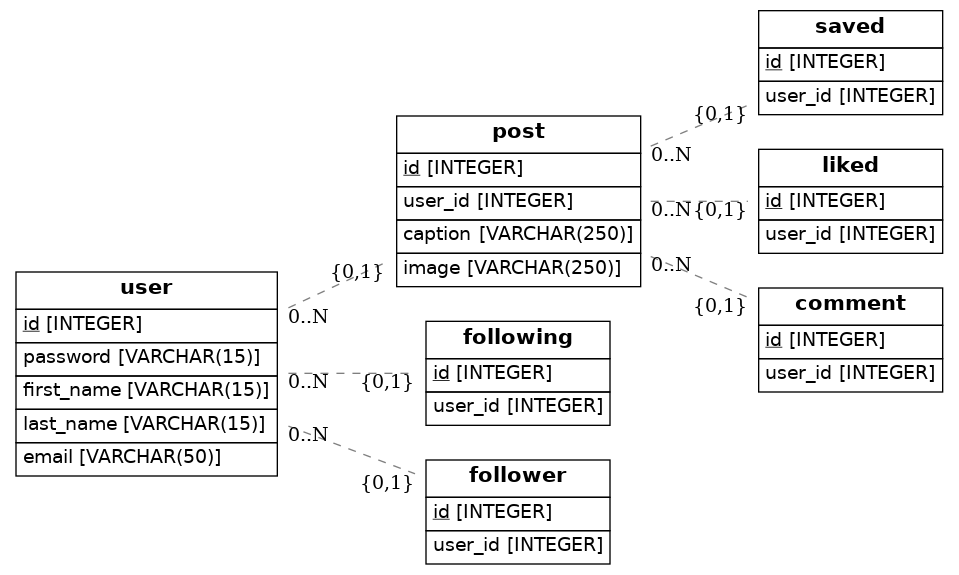 saved
id [INTEGER]
user_id [INTEGER]
{0,1}
0..N
post
id [INTEGER]
user_id [INTEGER]
caption [VARCHAR(250)]
image [VARCHAR(250)]
liked
id [INTEGER]
user_id [INTEGER]
0..N {0,1}
0..N
{0,1}
comment
id [INTEGER]
user_id [INTEGER]
user
id [INTEGER]
password [VARCHAR(15)]
first_name [VARCHAR(15)]
last_name [VARCHAR(15)]
email [VARCHAR(50)]
{0,1}
0..N
following
id [INTEGER]
user_id [INTEGER]
0..N {0,1}
0..N
{0,1}
follower
id [INTEGER]
user_id [INTEGER]